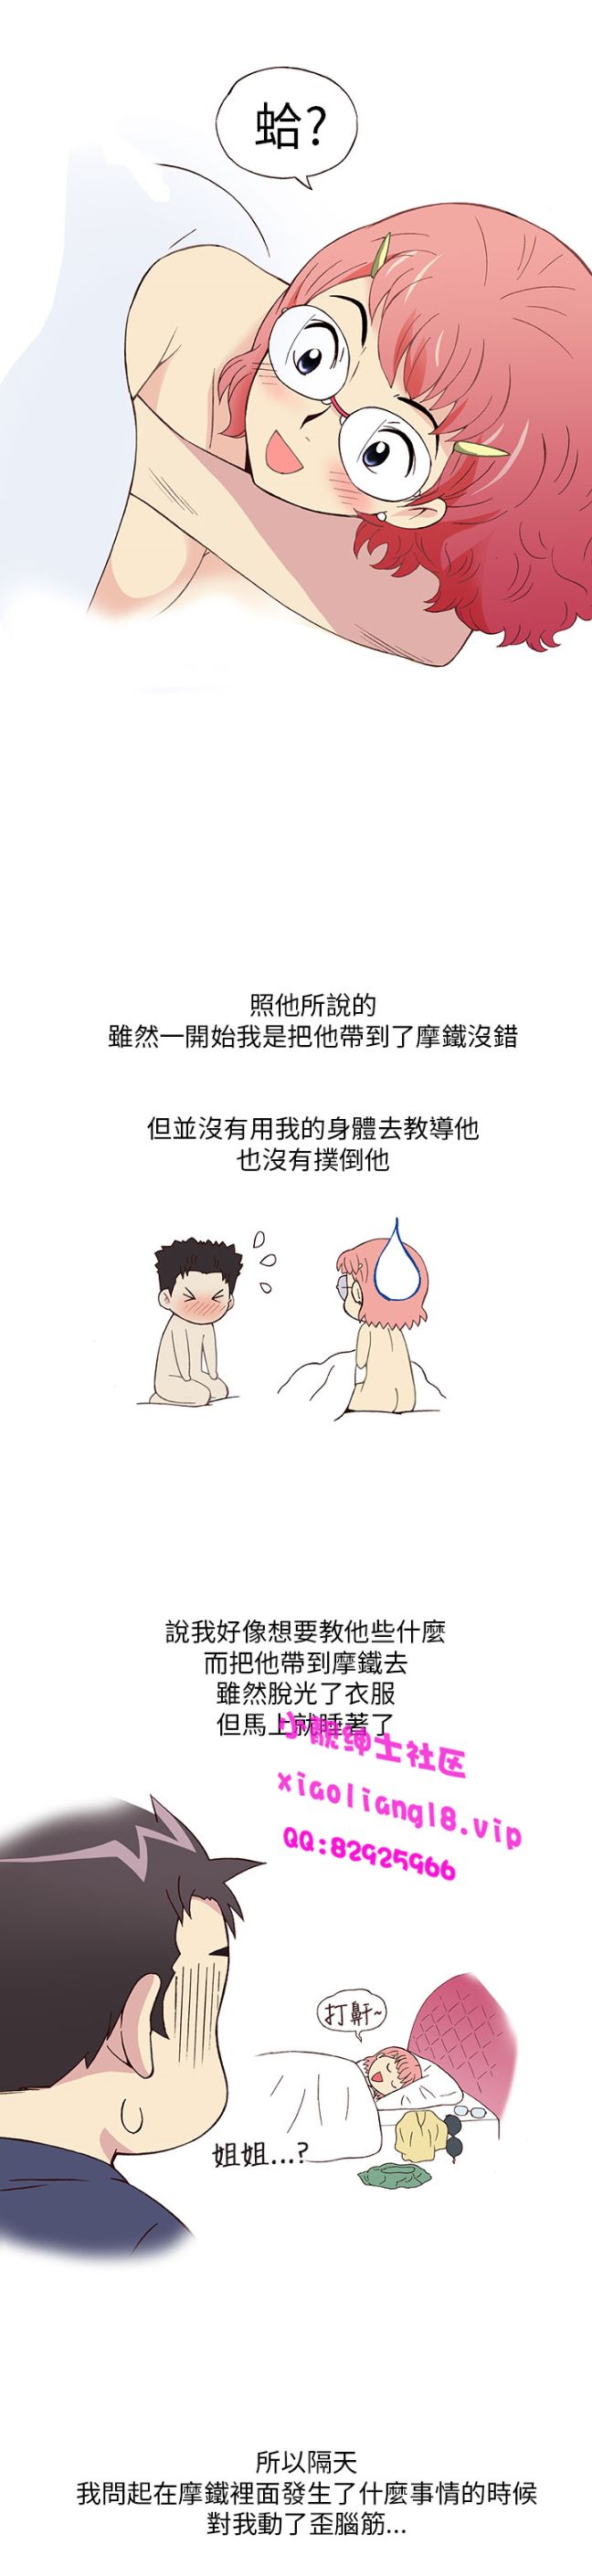 蛤?
照他所說的
雖然一開始我是把他帶到了摩鐵沒錯
但並沒有用我的身體去教導他
也沒有撲倒他
說我好像想要教他些什麼
而把他帶到摩鐵去
雖然脫光了衣服
但馬上就睡著了
小靚紳士社区
xiaoliang18.vip
QQ:82925966
打鼾~
姐姐...?
所以隔天
我問起在摩鐵裡面發生了什麼事情的時候
對我動了歪腦筋...